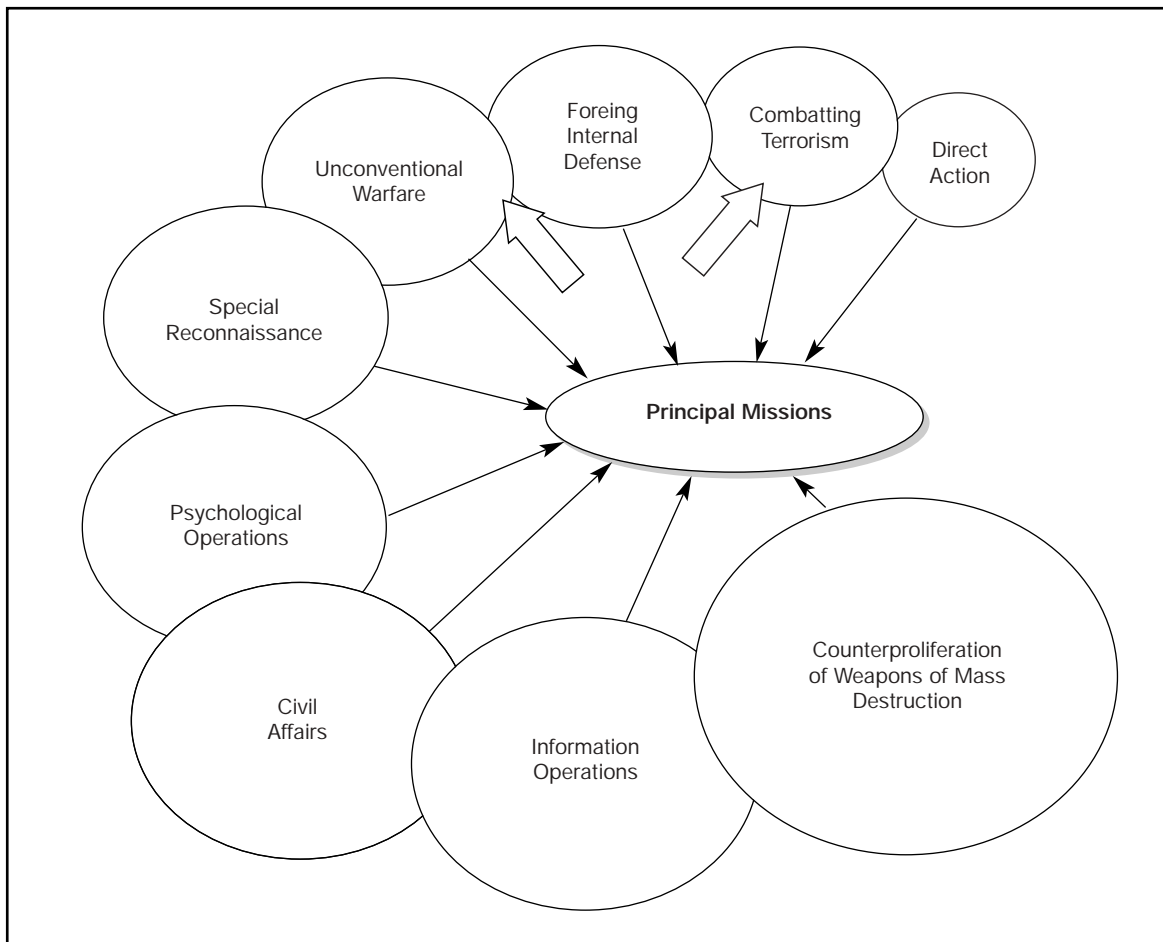 Foreing
Internal
Defense
Combatting
Terrorism
Direct
Action
Unconventional
Warfare
Special
Reconnaissance
Principal Missions
Psychological
Operations
Counterproliferation
of Weapons of Mass
Destruction
Civil
Affairs
Information
Operations